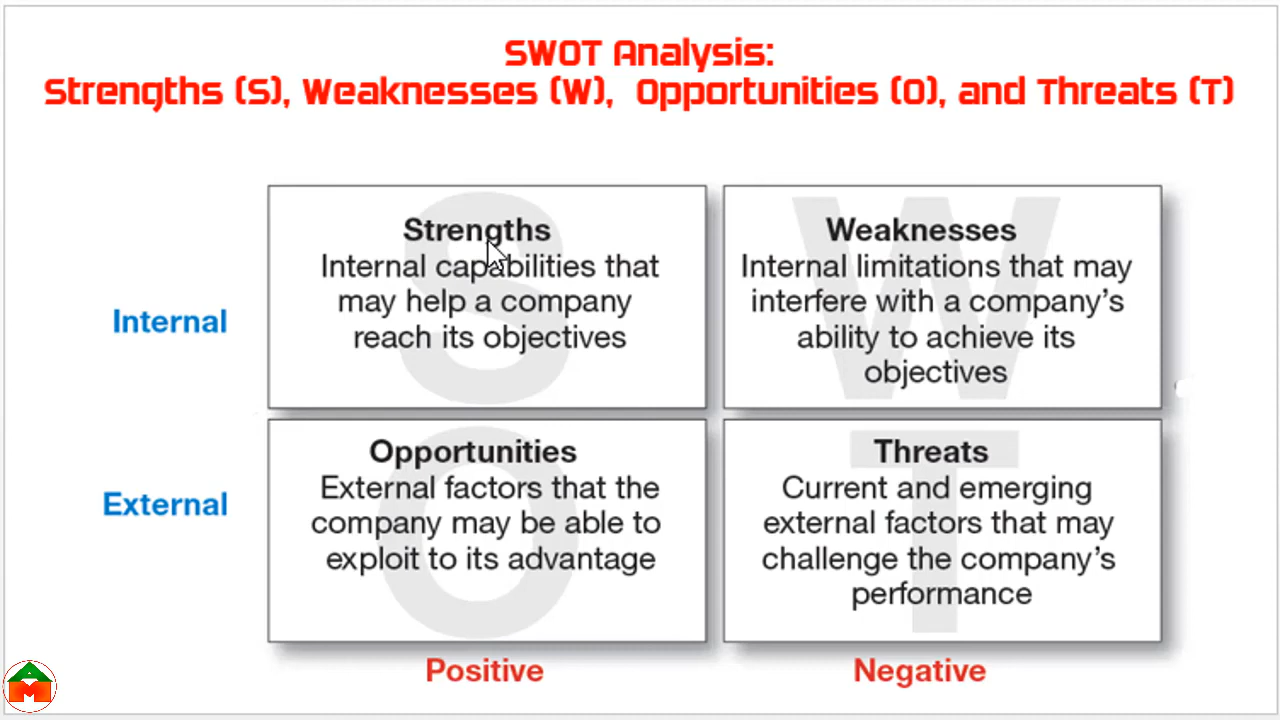 SWOT Analysis:
Strengths (S), Weaknesses (W), Opportunities (O), and Threats (T)
Internal
Strengths
Internal capabilities that
may help a company
reach its objectives
Weaknesses
Internal limitations that may
interfere with a company's
ability to achieve its
objectives
External
Opportunities
External factors that the
company may be able to
exploit to its advantage
Threats
Current and emerging
external factors that may
challenge the company's
performance
Positive
Negative
S
W
O
T
A
M